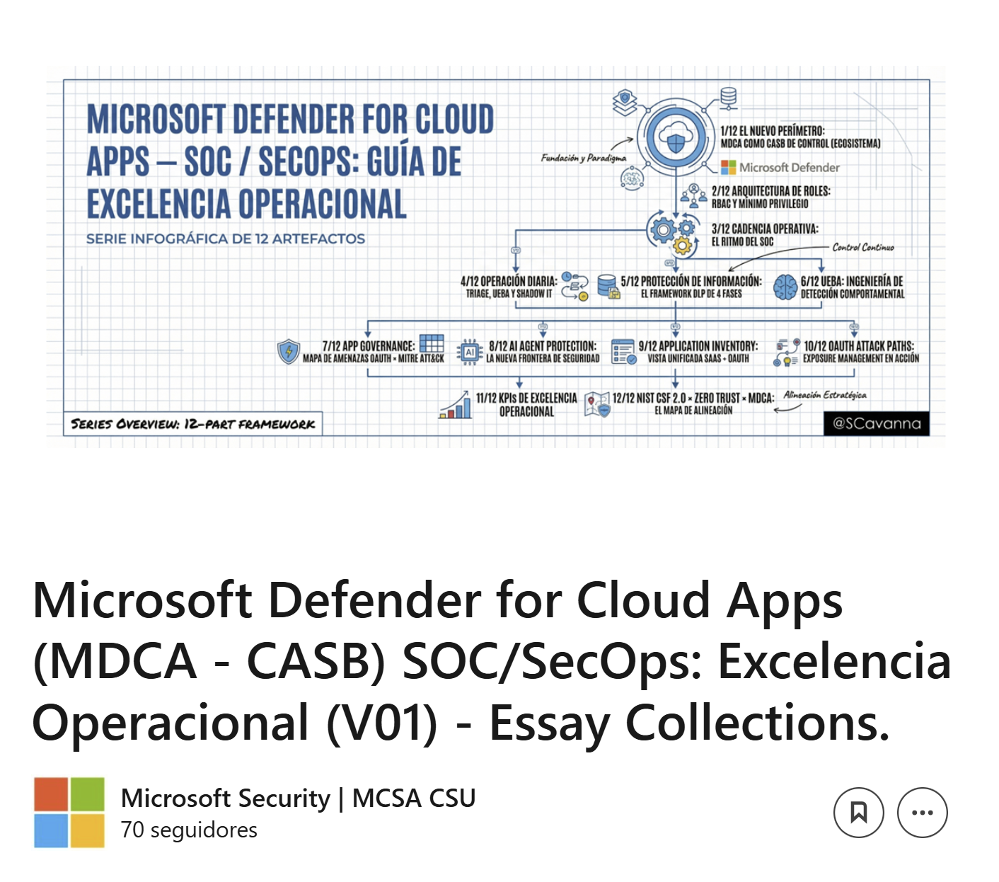 MICROSOFT DEFENDER FOR CLOUD
APPS – SOC / SECOPS: GUÍA DE
EXCELENCIA OPERACIONAL
SERIE INFOGRÁFICA DE 12 ARTEFACTOS
Fundación y Paradigma
1/12 EL NUEVO PERÍMETRO:
MDCA COMO CASB DE CONTROL (ECOSISTEMA)
Microsoft Defender
2/12 ARQUITECTURA DE ROLES:
RBAC Y MÌNIMO PRIVILEGIO
3/12 CADENCIA OPERATIVA:
EL RITMO DEL SOC
Control Continuo
4/12 OPERACIÓN DIARIA:
TRIAGE, UEBA Y SHADOW IT
5/12 PROTECCIÓN DE INFORMACIÓN:
EL FRAMEWORK DLP DE 4 FASES
6/12 UEBA: INGENIERÍA DE
DETECCIÓN COMPORTAMENTAL
7/12 APP GOVERNANCE:
MAPA DE AMENAZAS OAUTH × MITRE ATT&CK
AI
8/12 AI AGENT PROTECTION:
LA NUEVA FRONTERA DE SEGURIDAD
9/12 APPLICATION INVENTORY:
VISTA UNIFICADA SAAS + OAUTH
10/12 OAUTH ATTACK PATHS:
EXPOSURE MANAGEMENT EN ACCIÓN
11/12 KPIs DE EXCELENCIA
OPERACIONAL
12/12 NIST CSF 2.0 × ZERO TRUST × MDCA:
EL MAPA DE ALINEACIÓN
Alineación Estratégica
SERIES OVERVIEW: 12-PART FRAMEWORK
@SCavanna
Microsoft Defender for Cloud Apps
(MDCA - CASB) SOC/SecOps: Excelencia
Operacional (V01) - Essay Collections.
Microsoft Security | MCSA CSU
70 seguidores